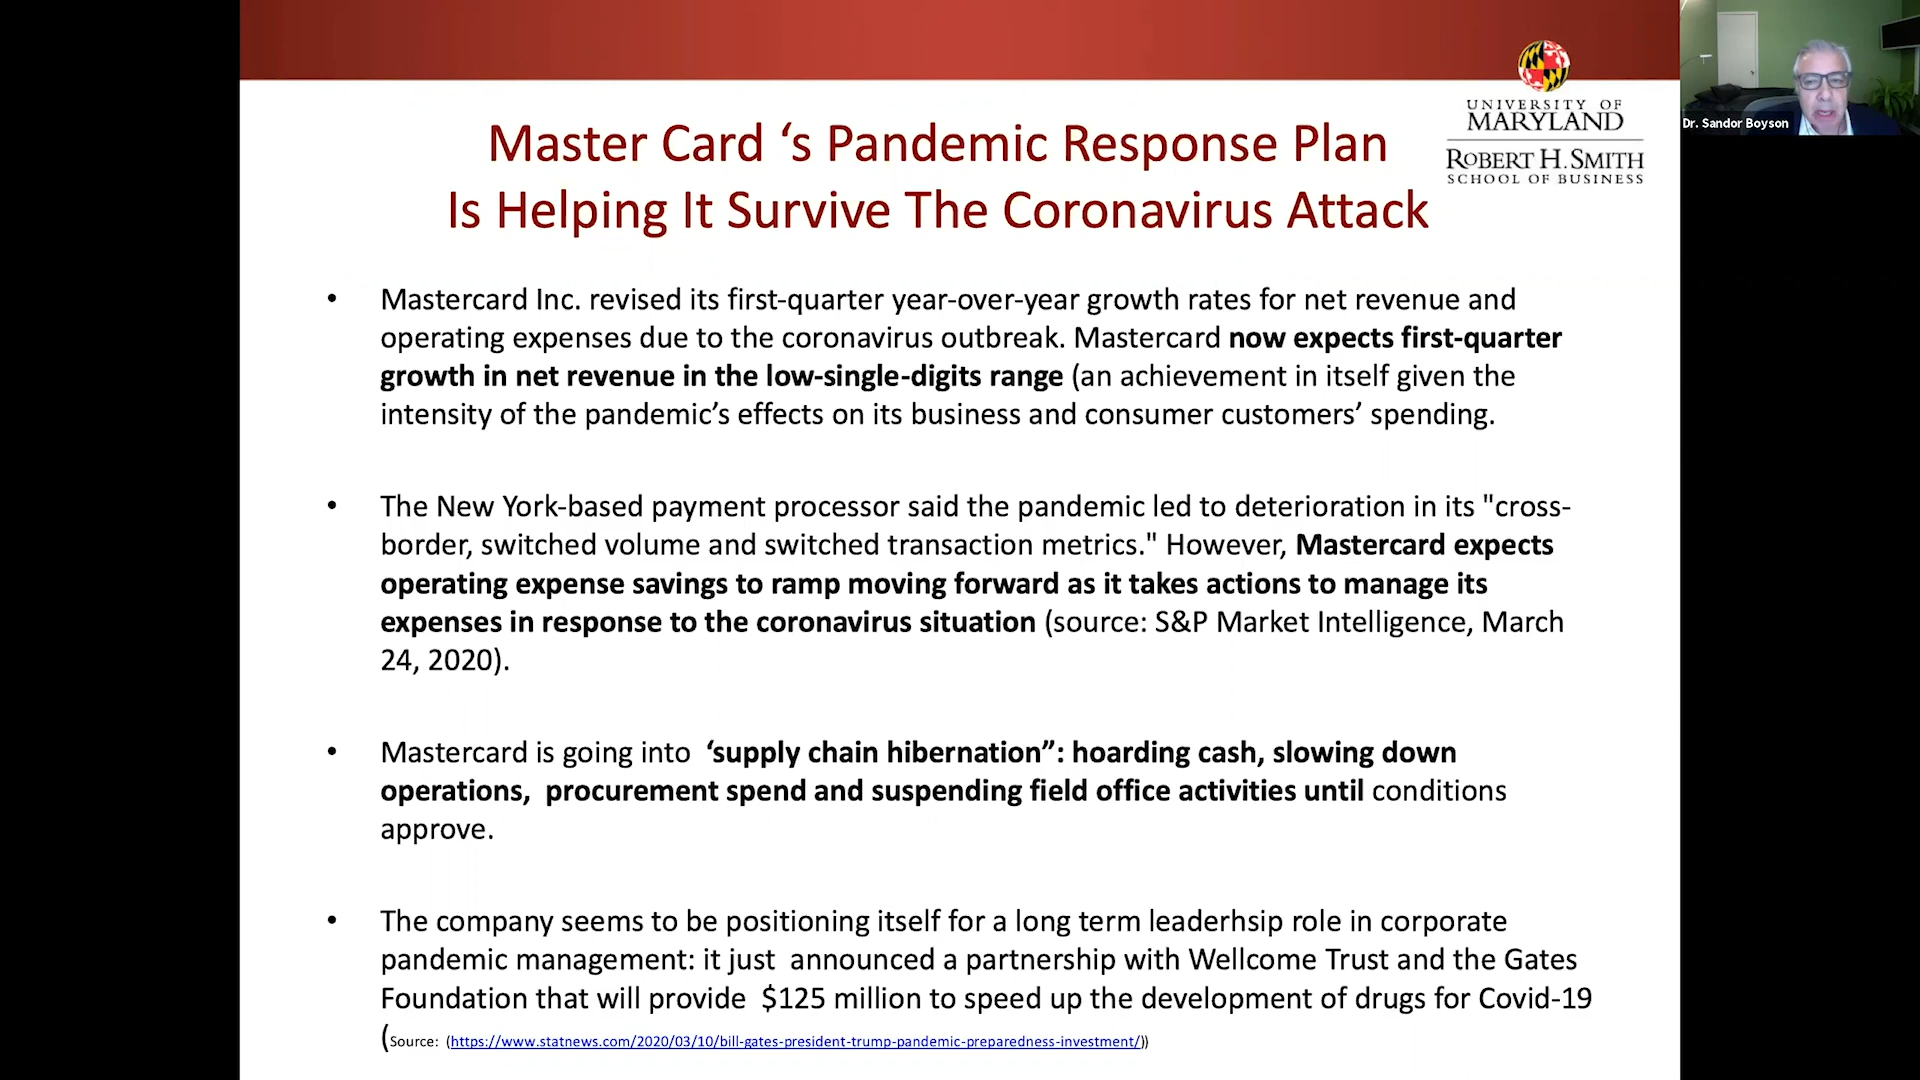 UNIVERSITY OF
MARYLAND
ROBERT H. SMITH
SCHOOL OF BUSINESS
Dr. Sandor Boyson
Master Card ‘s Pandemic Response Plan
Is Helping It Survive The Coronavirus Attack
• Mastercard Inc. revised its first-quarter year-over-year growth rates for net revenue and
operating expenses due to the coronavirus outbreak. Mastercard now expects first-quarter
growth in net revenue in the low-single-digits range (an achievement in itself given the
intensity of the pandemic’s effects on its business and consumer customers’ spending.
• The New York-based payment processor said the pandemic led to deterioration in its "cross-
border, switched volume and switched transaction metrics." However, Mastercard expects
operating expense savings to ramp moving forward as it takes actions to manage its
expenses in response to the coronavirus situation (source: S&P Market Intelligence, March
24, 2020).
• Mastercard is going into ‘supply chain hibernation”: hoarding cash, slowing down
operations, procurement spend and suspending field office activities until conditions
approve.
• The company seems to be positioning itself for a long term leaderhsip role in corporate
pandemic management: it just announced a partnership with Wellcome Trust and the Gates
Foundation that will provide $125 million to speed up the development of drugs for Covid-19
(Source: (https://www.statnews.com/2020/03/10/bill-gates-president-trump-pandemic-preparedness-investment/))